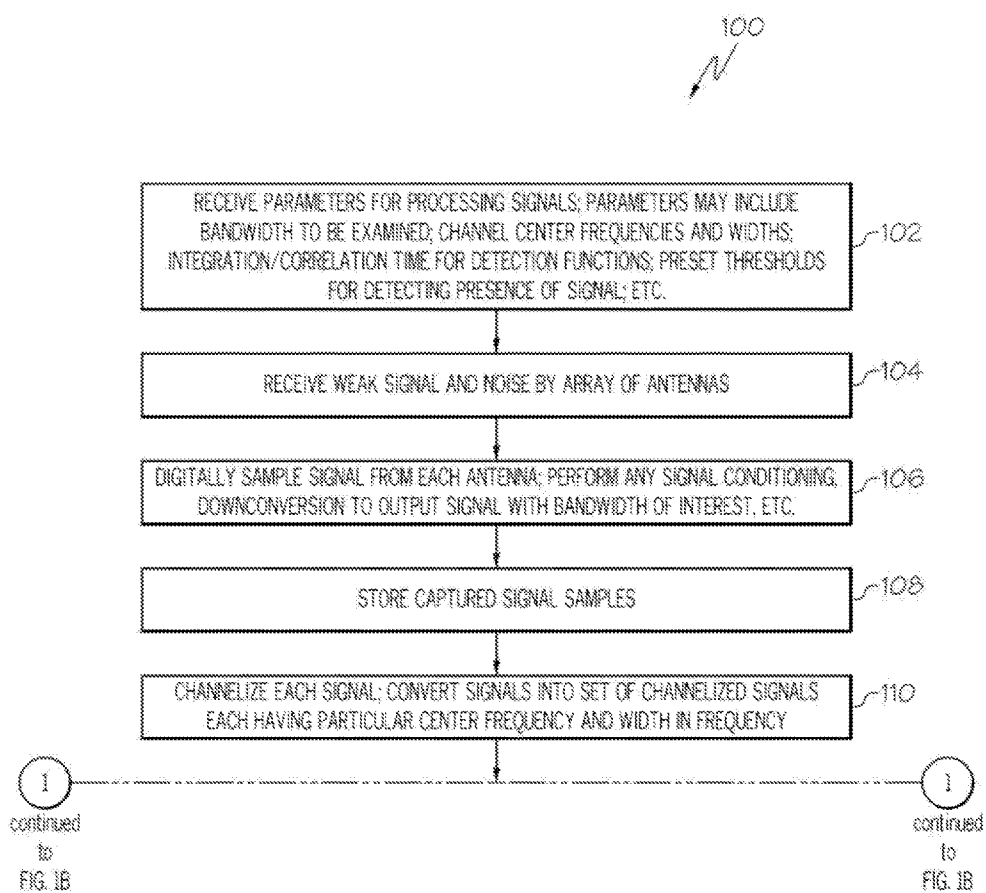 100
RECEIVE PARAMETERS FOR PROCESSING SIGNALS; PARAMETERS MAY INCLUDE
BANDWIDTH TO BE EXAMINED; CHANNEL CENTER FREQUENCIES AND WIDTHS;
INTEGRATION/CORRELATION TIME FOR DETECTION FUNCTIONS; PRESET THRESHOLDS
FOR DETECTING PRESENCE OF SIGNAL; ETC.
102
RECEIVE WEAK SIGNAL AND NOISE BY ARRAY OF ANTENNAS
104
DIGITALLY SAMPLE SIGNAL FROM EACH ANTENNA; PERFORM ANY SIGNAL CONDITIONING,
DOWNCONVERSION TO OUTPUT SIGNAL WITH BANDWIDTH OF INTEREST, ETC.
106
STORE CAPTURED SIGNAL SAMPLES
108
CHANNELIZE EACH SIGNAL; CONVERT SIGNALS INTO SET OF CHANNELIZED SIGNALS
EACH HAVING PARTICULAR CENTER FREQUENCY AND WIDTH IN FREQUENCY
110
1
continued
to
FIG. 1B
1
continued
to
FIG. 1B